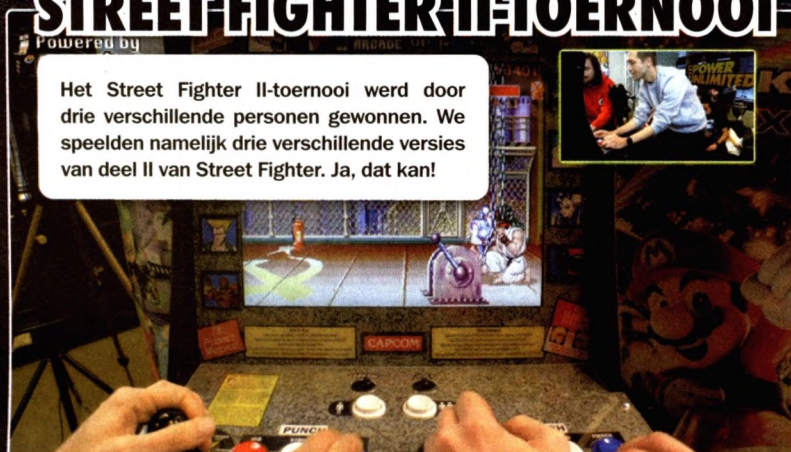 STREET-FIGHTER-II-TOERNOOI
Powered by
ARCADE 1UP
Het Street Fighter II-toernooi werd door
drie verschillende personen gewonnen. We
speelden namelijk drie verschillende versies
van deel II van Street Fighter. Ja, dat kan!
POWER
UNLIMITED
CAPCOM
PUNCH